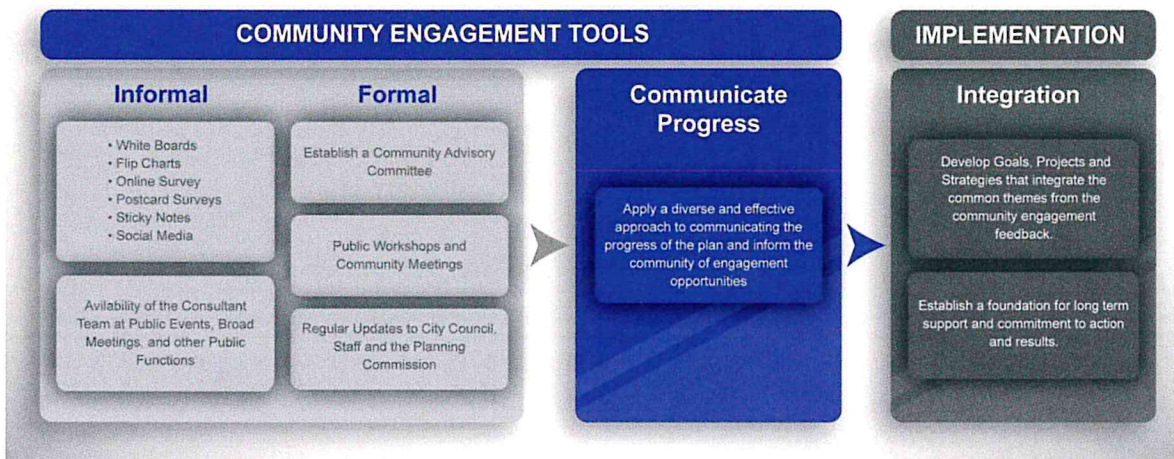 COMMUNITY ENGAGEMENT TOOLS
Informal
• White Boards
• Flip Charts
• Online Survey
• Postcard Surveys
• Sticky Notes
• Social Media
Avilability of the Consultant
Team at Public Events, Broad
Meetings, and other Public
Functions
Formal
Establish a Community Advisory
Committee
Public Workshops and
Community Meetings
Regular Updates to City Council,
Staff and the Planning
Commission
Communicate
Progress
Apply a diverse and effective
approach to communicating the
progress of the plan and inform the
community of engagement
opportunities
IMPLEMENTATION
Integration
Develop Goals, Projects and
Strategies that integrate the
common themes from the
community engagement
feedback.
Establish a foundation for long term
support and commitment to action
and results.